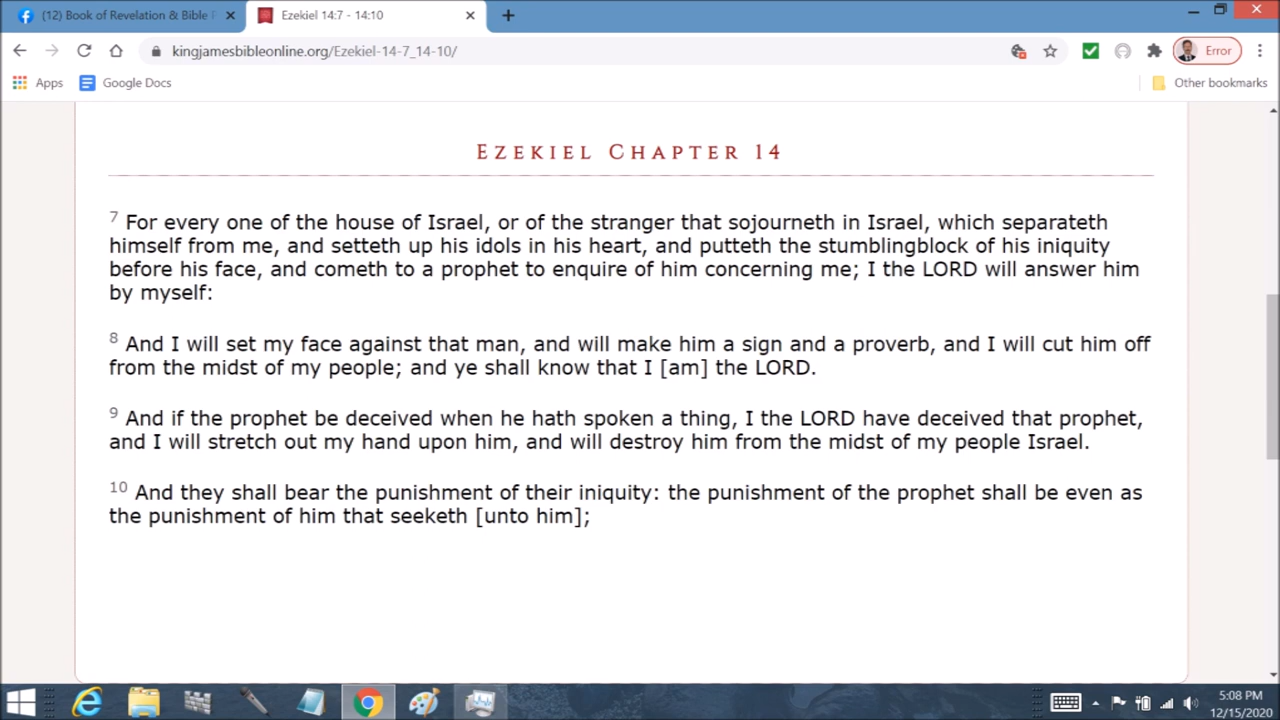 (12) Book of Revelation & Bible
Ezekiel 14:7 - 14:10
kingjamesbibleonline.org/Ezekiel-14-7_14-10/
Error
Apps
Google Docs
Other bookmarks
EZEKIEL CHAPTER 14
7 For every one of the house of Israel, or of the stranger that sojourneth in Israel, which separateth
himself from me, and setteth up his idols in his heart, and putteth the stumblingblock of his iniquity
before his face, and cometh to a prophet to enquire of him concerning me; I the LORD will answer him
by myself:
8 And I will set my face against that man, and will make him a sign and a proverb, and I will cut him off
from the midst of my people; and ye shall know that I [am] the LORD.
9 And if the prophet be deceived when he hath spoken a thing, I the LORD have deceived that prophet,
and I will stretch out my hand upon him, and will destroy him from the midst of my people Israel.
10 And they shall bear the punishment of their iniquity: the punishment of the prophet shall be even as
the punishment of him that seeketh [unto him];
5:08 PM
12/15/2020